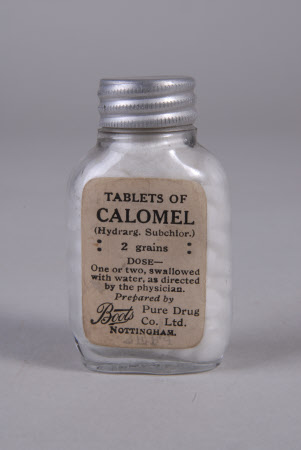 TABLETS OF
CALOMEL
(Hydrarg. Subchlor.)
: 2 grains :
DOSE—
One or two, swallowed
with water, as directed
by the physician.
Prepared by
Boots Pure Drug
Co. Ltd.
NOTTINGHAM.